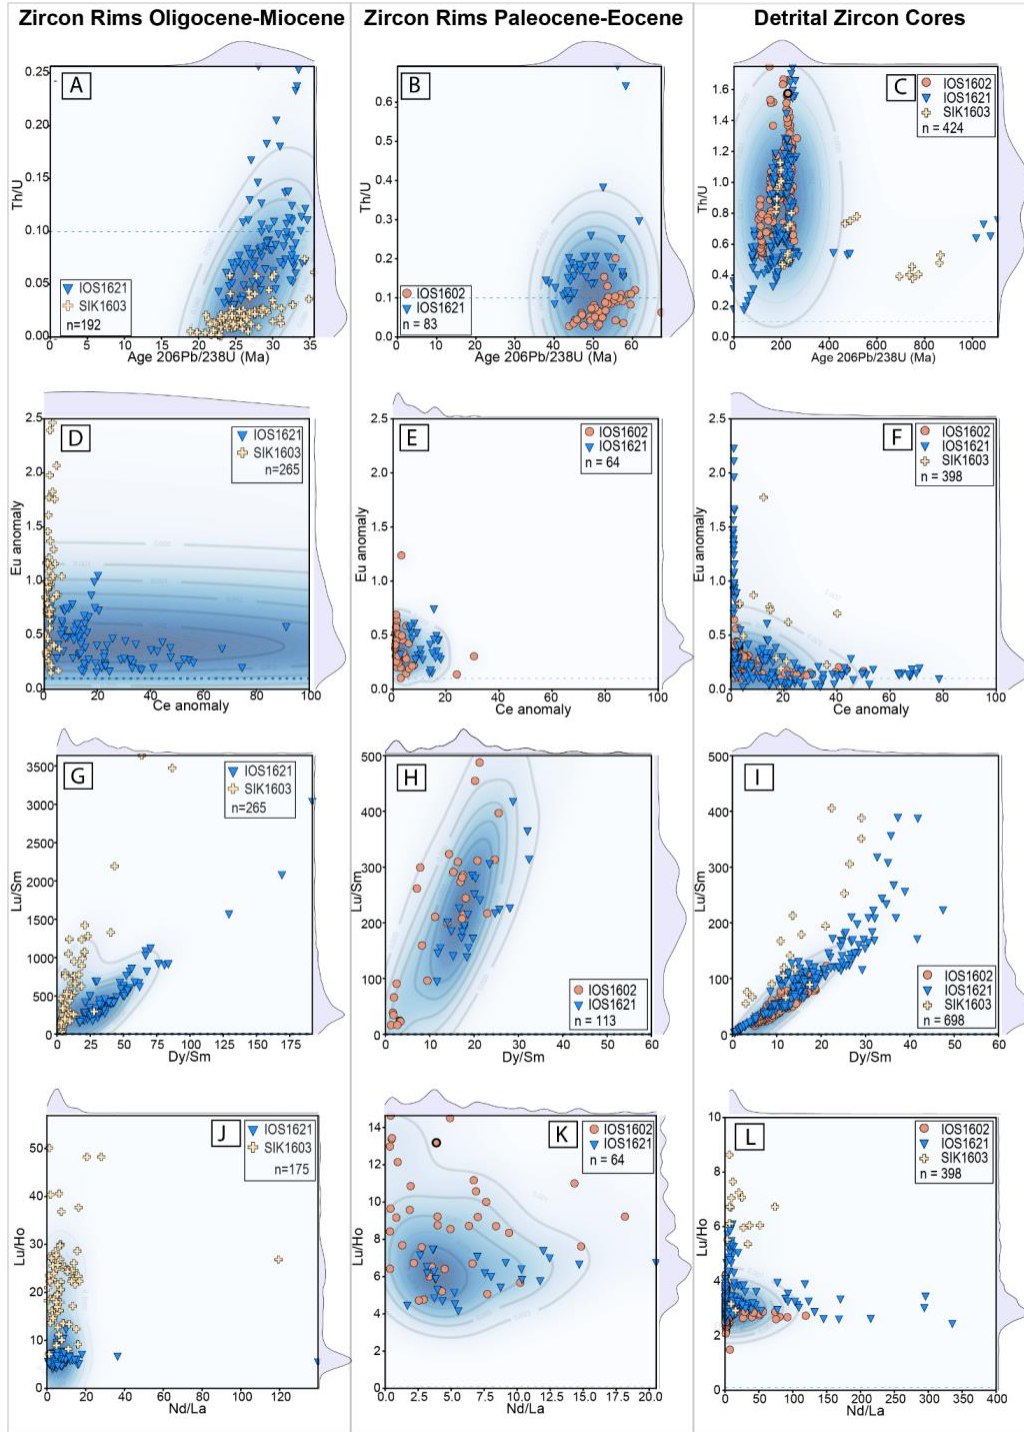 Zircon Rims Oligocene-Miocene
Zircon Rims Paleocene-Eocene
Detrital Zircon Cores
A
Th/U
0.25
0.20
0.15
0.10
0.05
0.00
IOS1621
SIK1603
n=192
0 5 10 15 20 25 30 35
Age 206Pb/238U (Ma)
B
0.6
0.5
0.4
0.3
0.2
0.1
0.0
Th/U
IOS1602
IOS1621
n = 83
0 10 20 30 40 50 60
Age 206Pb/238U (Ma)
C
IOS1602
IOS1621
SIK1603
n = 424
Th/U
1.6
1.4
1.2
1.0
0.8
0.6
0.4
0.2
0.0
0 200 400 600 800 1000
Age 206Pb/238U (Ma)
D
IOS1621
SIK1603
n=265
Eu anomaly
2.5
2.0
1.5
1.0
0.5
0.0
0 20 40 60 80 100
Ce anomaly
E
IOS1602
IOS1621
n = 64
Eu anomaly
2.5
2.0
1.5
1.0
0.5
0.0
0 20 40 60 80 100
Ce anomaly
F
IOS1602
IOS1621
SIK1603
n = 398
Eu anomaly
2.5
2.0
1.5
1.0
0.5
0.0
0 20 40 60 80 100
Ce anomaly
G
IOS1621
SIK1603
n=265
Lu/Sm
3500
3000
2500
2000
1500
1000
500
0
0 25 50 75 100 125 150 175
Dy/Sm
H
Lu/Sm
500
400
300
200
100
0
IOS1602
IOS1621
n = 113
0 10 20 30 40 50 60
Dy/Sm
I
Lu/Sm
500
400
300
200
100
0
IOS1602
IOS1621
SIK1603
n = 698
0 10 20 30 40 50 60
Dy/Sm
J
IOS1621
SIK1603
n=175
Lu/Ho
50
40
30
20
10
0
0 20 40 60 80 100 120
Nd/La
K
IOS1602
IOS1621
n = 64
Lu/Ho
14
12
10
8
6
4
2
0
0.0 2.5 5.0 7.5 10.0 12.5 15.0 17.5 20.0
Nd/La
L
IOS1602
IOS1621
SIK1603
n = 398
Lu/Ho
10
8
6
4
2
0
0 50 100 150 200 250 300 350 400
Nd/La